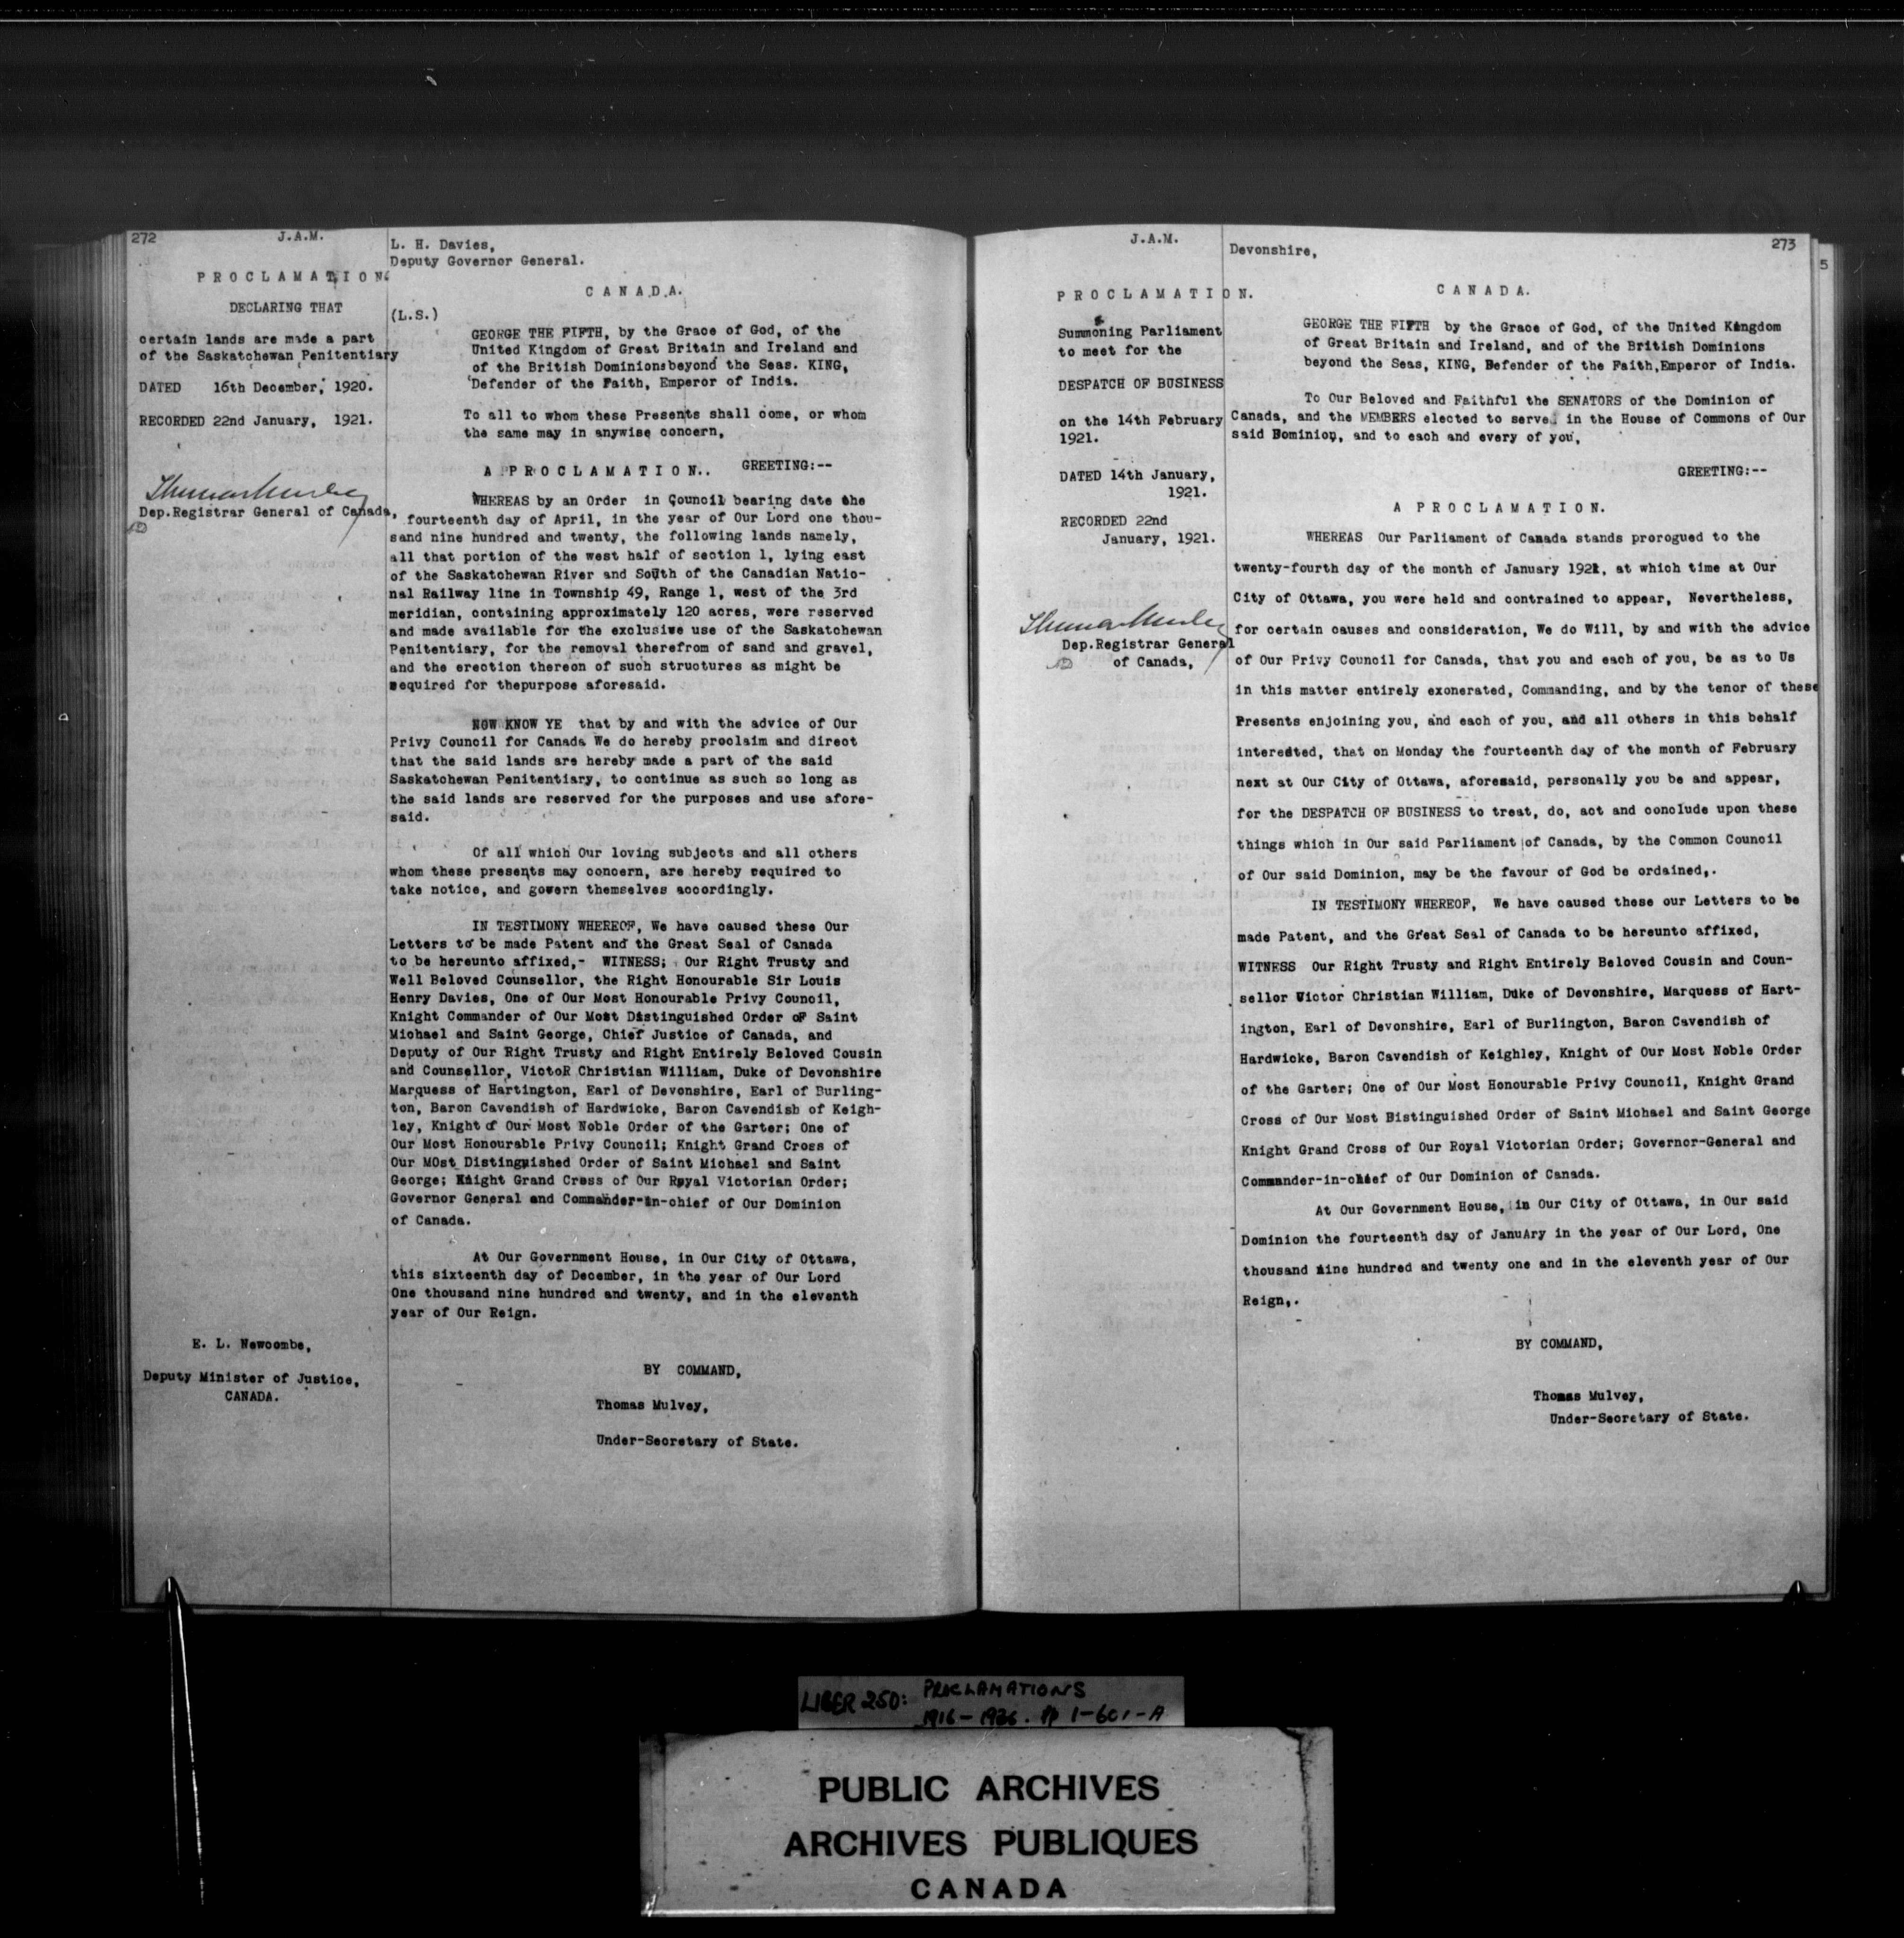 272
J.A.M.
PROCLAMATION.
DECLARING THAT
certain lands are made a part
of the Saskatchewan Penitentiary
DATED 16th December, 1920.
RECORDED 22nd January, 1921.
Thomas Mulvey
Dep.Registrar General of Canada,
E. L. Newcombe,
Deputy Minister of Justice,
CANADA.
L. H. Davies,
Deputy Governor General.
CANADA.
(L.S.)
GEORGE THE FIFTH, by the Grace of God, of the
United Kingdom of Great Britain and Ireland and
of the British Dominionsbeyond the Seas. KING,
Defender of the Faith, Emperor of India.
To all to whom these Presents shall come, or whom
the same may in anywise concern,
A PROCLAMATION.. GREETING:--
WHEREAS by an Order in Council bearing date the
fourteenth day of April, in the year of Our Lord one thou-
sand nine hundred and twenty, the following lands namely,
all that portion of the west half of section 1, lying east
of the Saskatchewan River and South of the Canadian Natio-
nal Railway line in Township 49, Range 1, west of the 3rd
meridian, containing approximately 120 acres, were reserved
and made available for the exclusive use of the Saskatchewan
Penitentiary, for the removal therefrom of sand and gravel,
and the erection thereon of such structures as might be
required for thepurpose aforesaid.
NOW KNOW YE that by and with the advice of Our
Privy Council for Canada We do hereby proclaim and direct
that the said lands are hereby made a part of the said
Saskatchewan Penitentiary, to continue as such so long as
the said lands are reserved for the purposes and use afore-
said.
Of all which Our loving subjects and all others
whom these presents may concern, are hereby required to
take notice, and govern themselves accordingly.
IN TESTIMONY WHEREOF, We have caused these Our
Letters to be made Patent and the Great Seal of Canada
to be hereunto affixed,- WITNESS; Our Right Trusty and
Well Beloved Counsellor, the Right Honourable Sir Louis
Henry Davies, One of Our Most Honourable Privy Council,
Knight Commander of Our Most Distinguished Order oF Saint
Michael and Saint George, Chief Justice of Canada, and
Deputy of Our Right Trusty and Right Entirely Beloved Cousin
and Counsellor, VictoR Christian William, Duke of Devonshire
Marquess of Hartington, Earl of Devonshire, Earl of Burling-
ton, Baron Cavendish of Hardwicke, Baron Cavendish of Keigh-
ley, Knight of Our Most Noble Order of the Garter; One of
Our Most Honourable Privy Council; Knight Grand Cross of
Our MOst Distinguished Order of Saint Michael and Saint
George; Knight Grand Cross of Our Royal Victorian Order;
Governor General and Commander-in-chief of Our Dominion
of Canada.
At Our Government House, in Our City of Ottawa,
this sixteenth day of December, in the year of Our Lord
One thousand nine hundred and twenty, and in the eleventh
year of Our Reign.
BY COMMAND,
Thomas Mulvey,
Under-Secretary of State.
J.A.M.
PROCLAMATION.
Summoning Parliament
to meet for the
DESPATCH OF BUSINESS
on the 14th February
1921.
DATED 14th January,
1921.
RECORDED 22nd
January, 1921.
Thomas Mulvey
Dep.Registrar General
of Canada,
273
5
Devonshire,
CANADA.
GEORGE THE FIFTH by the Grace of God, of the United Kingdom
of Great Britain and Ireland, and of the British Dominions
beyond the Seas, KING, Defender of the Faith,Emperor of India.
To Our Beloved and Faithful the SENATORS of the Dominion of
Canada, and the MEMBERS elected to serve in the House of Commons of Our
said Dominion, and to each and every of you,
GREETING:--
A PROCLAMATION.
WHEREAS Our Parliament of Canada stands prorogued to the
twenty-fourth day of the month of January 1921, at which time at Our
City of Ottawa, you were held and contrained to appear, Nevertheless,
for certain causes and consideration, We do Will, by and with the advice
of Our Privy Council for Canada, that you and each of you, be as to Us
in this matter entirely exonerated, Commanding, and by the tenor of these
Presents enjoining you, and each of you, and all others in this behalf
interested, that on Monday the fourteenth day of the month of February
next at Our City of Ottawa, aforesaid, personally you be and appear,
for the DESPATCH OF BUSINESS to treat, do, act and conclude upon these
things which in Our said Parliament of Canada, by the Common Council
of Our said Dominion, may be the favour of God be ordained,.
IN TESTIMONY WHEREOF, We have caused these our Letters to be
made Patent, and the Great Seal of Canada to be hereunto affixed,
WITNESS Our Right Trusty and Right Entirely Beloved Cousin and Coun-
sellor Victor Christian William, Duke of Devonshire, Marquess of Hart-
ington, Earl of Devonshire, Earl of Burlington, Baron Cavendish of
Hardwicke, Baron Cavendish of Keighley, Knight of Our Most Noble Order
of the Garter; One of Our Most Honourable Privy Council, Knight Grand
Cross of Our Most Distinguished Order of Saint Michael and Saint George
Knight Grand Cross of Our Royal Victorian Order; Governor-General and
Commander-in-chief of Our Dominion of Canada.
At Our Government House, in Our City of Ottawa, in Our said
Dominion the fourteenth day of JanuAry in the year of Our Lord, One
thousand nine hundred and twenty one and in the eleventh year of Our
Reign,.
BY COMMAND,
Thomas Mulvey,
Under-Secretary of State.
LIBER 250: PROCLAMATIONS
1916-1936. pp 1-601-A
PUBLIC ARCHIVES
ARCHIVES PUBLIQUES
CANADA